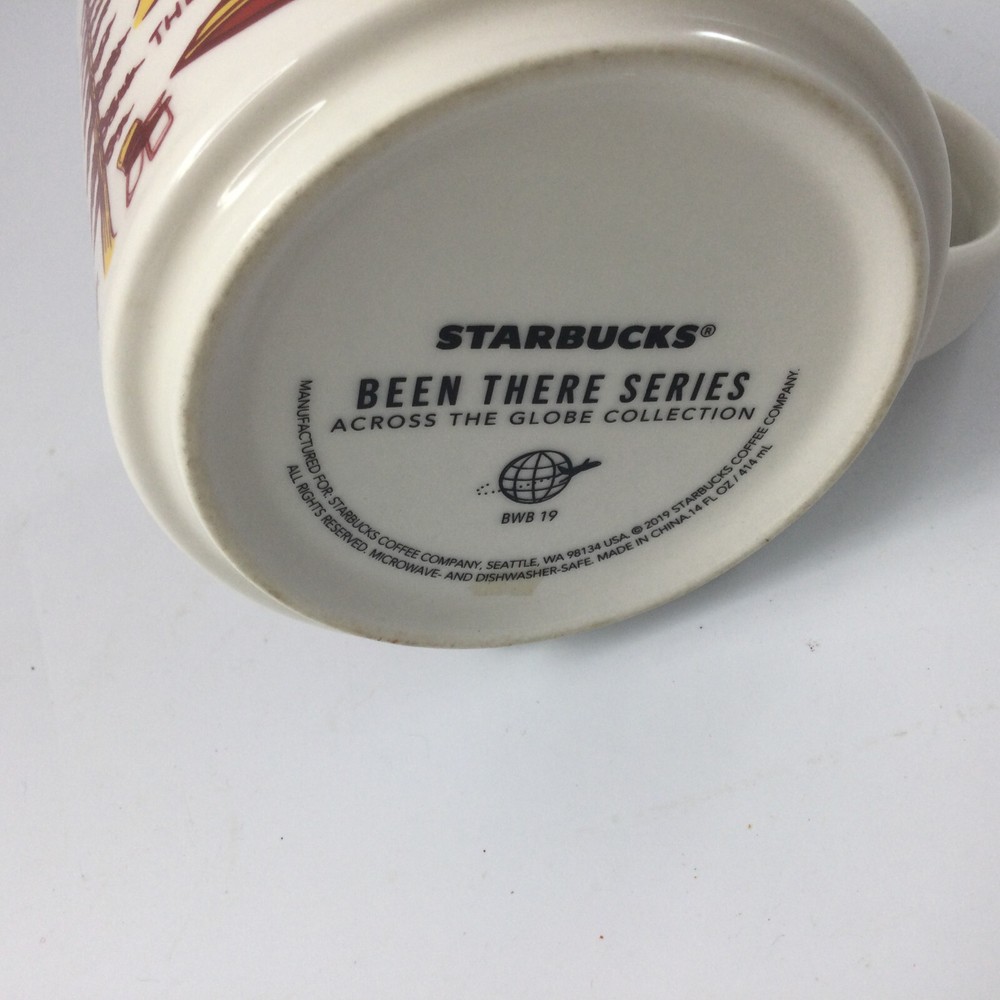 THE
STARBUCKS®
BEEN THERE SERIES
ACROSS THE GLOBE COLLECTION
BWB 19
MANUFACTURED FOR: STARBUCKS COFFEE COMPANY, SEATTLE, WA 98134 USA. © 2019 STARBUCKS COFFEE COMPANY.
ALL RIGHTS RESERVED. MICROWAVE- AND DISHWASHER-SAFE. MADE IN CHINA. 14 FL OZ / 414 mL